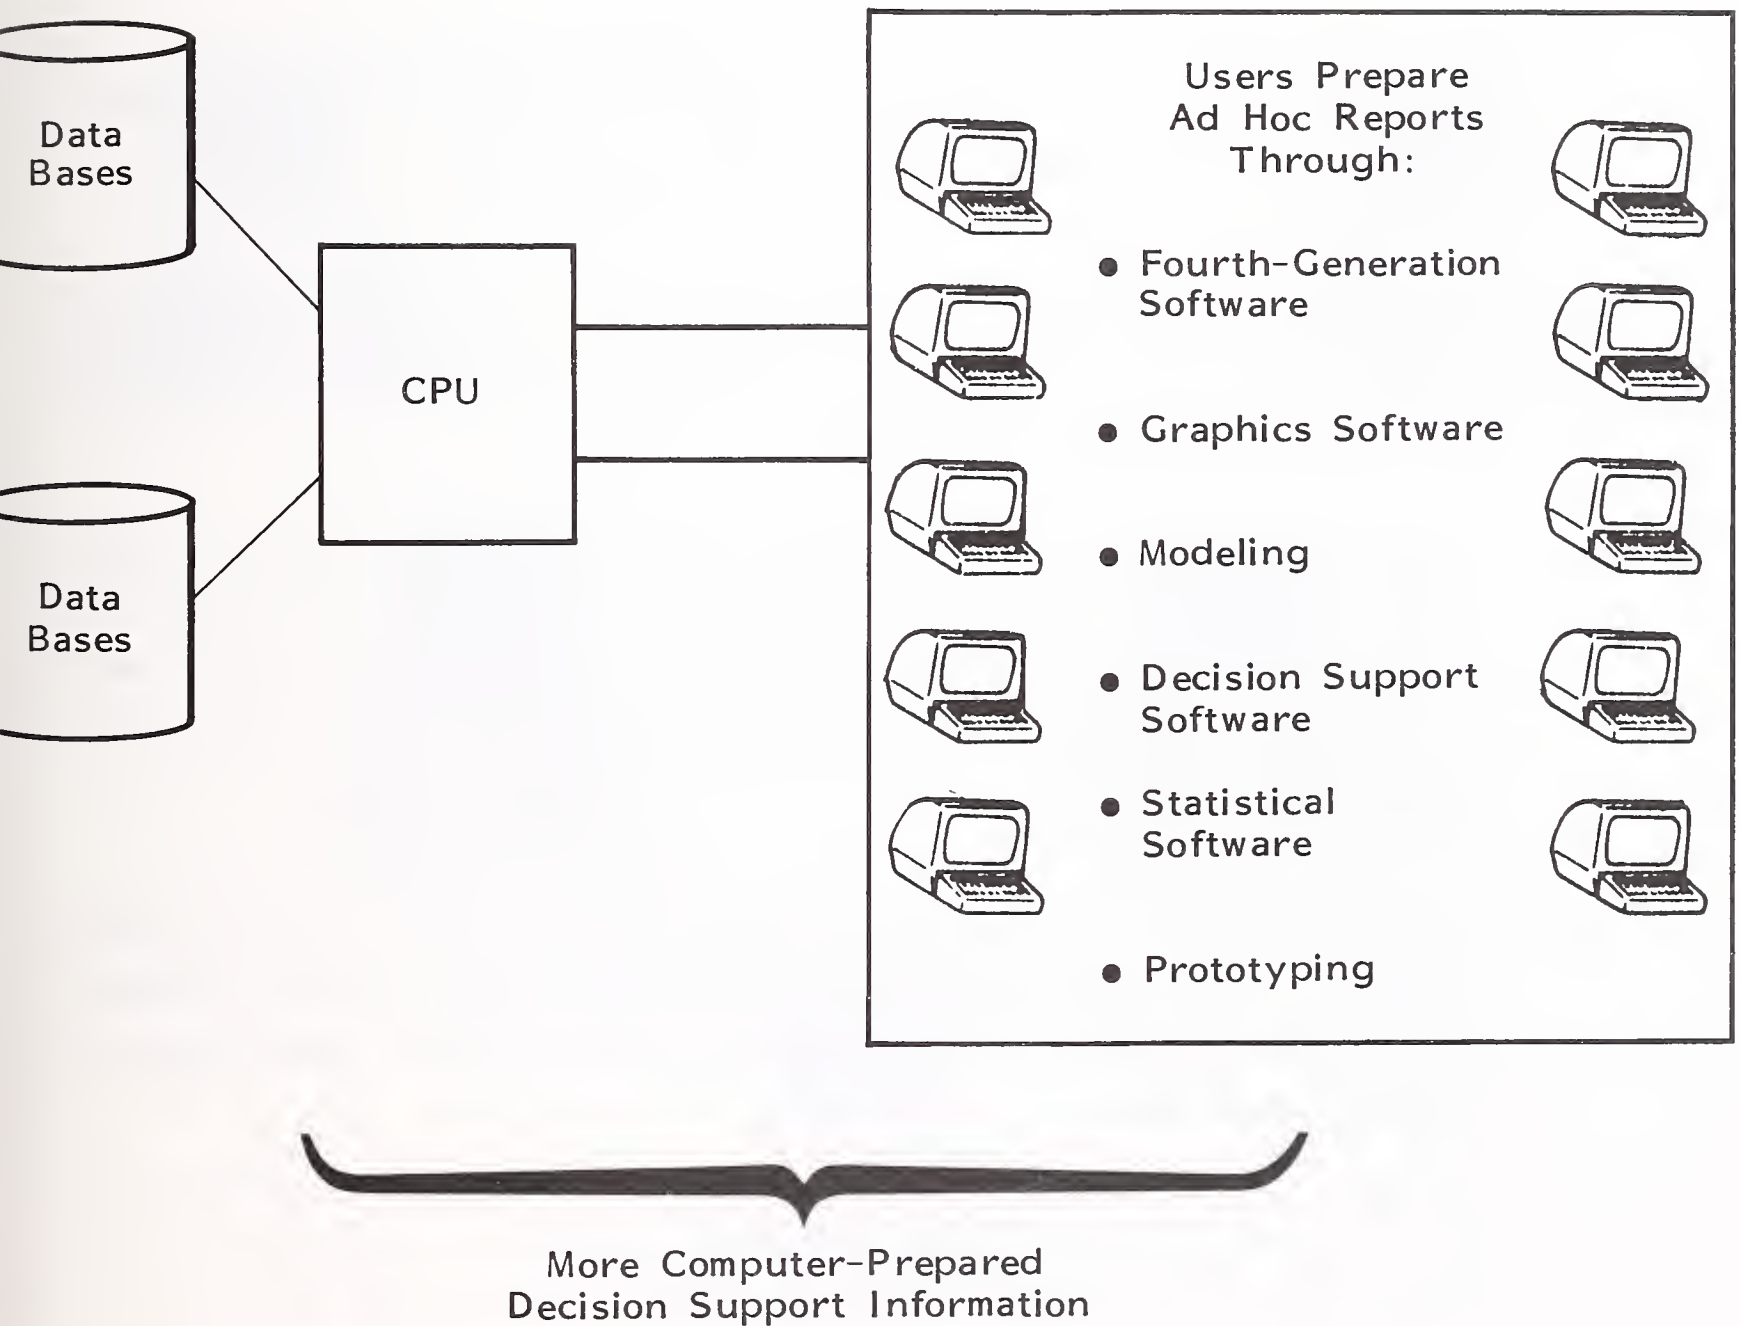 Data
Bases
CPU
Data
Bases
Users Prepare
Ad Hoc Reports
Through:
● Fourth-Generation
Software
● Graphics Software
● Modeling
● Decision Support
Software
● Statistical
Software
● Prototyping
More Computer-Prepared
Decision Support Information